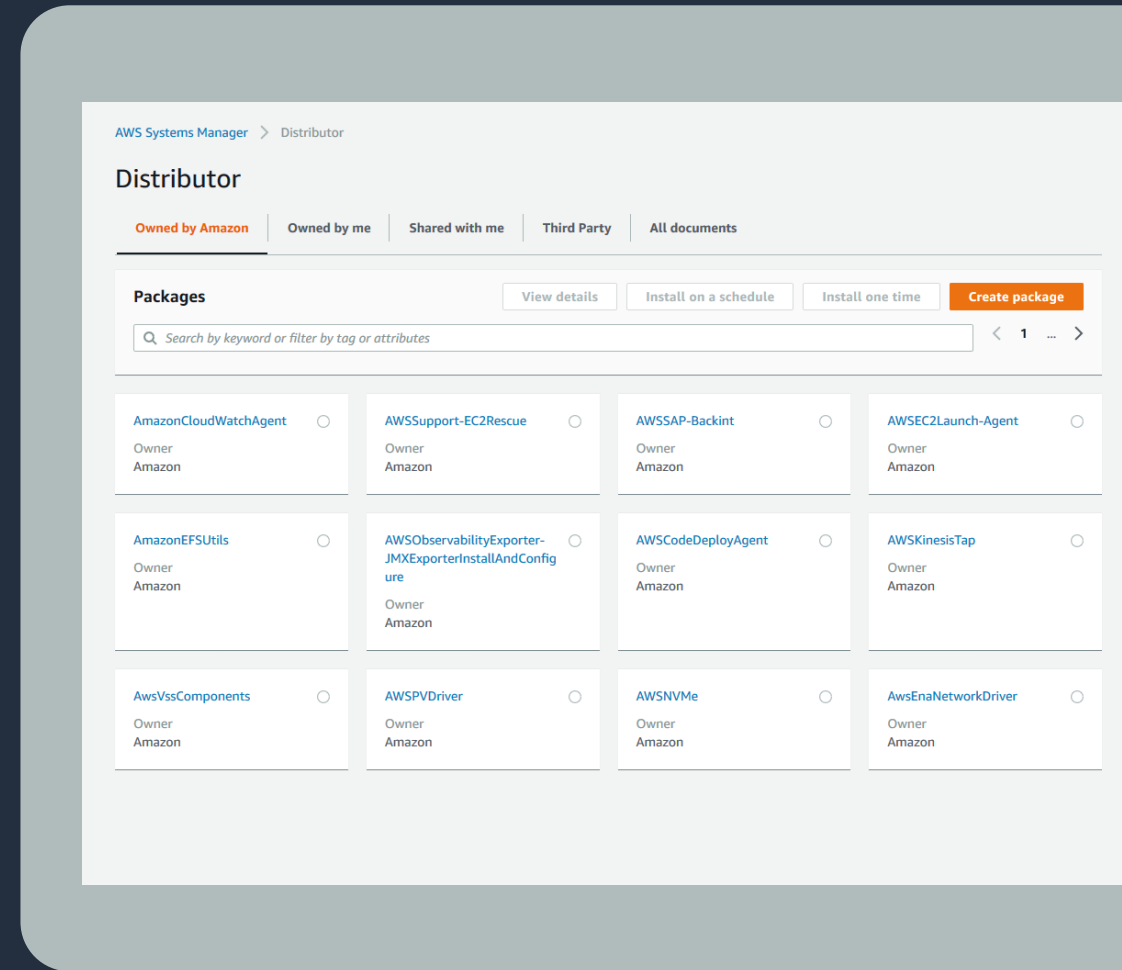 AWS Systems Manager > Distributor
Distributor
Owned by Amazon Owned by me Shared with me Third Party All documents
Packages View details Install on a schedule Install one time Create package
Search by keyword or filter by tag or attributes < 1 ... >
AmazonCloudWatchAgent
Owner
Amazon
AWSSupport-EC2Rescue
Owner
Amazon
AWSSAP-Backint
Owner
Amazon
AWSEC2Launch-Agent
Owner
Amazon
AmazonEFSUtils
Owner
Amazon
AWSObservabilityExporter-
JMXExporterInstallAndConfig
ure
Owner
Amazon
AWSCodeDeployAgent
Owner
Amazon
AWSKinesisTap
Owner
Amazon
AwsVssComponents
Owner
Amazon
AWSPVDriver
Owner
Amazon
AWSNVMe
Owner
Amazon
AwsEnaNetworkDriver
Owner
Amazon